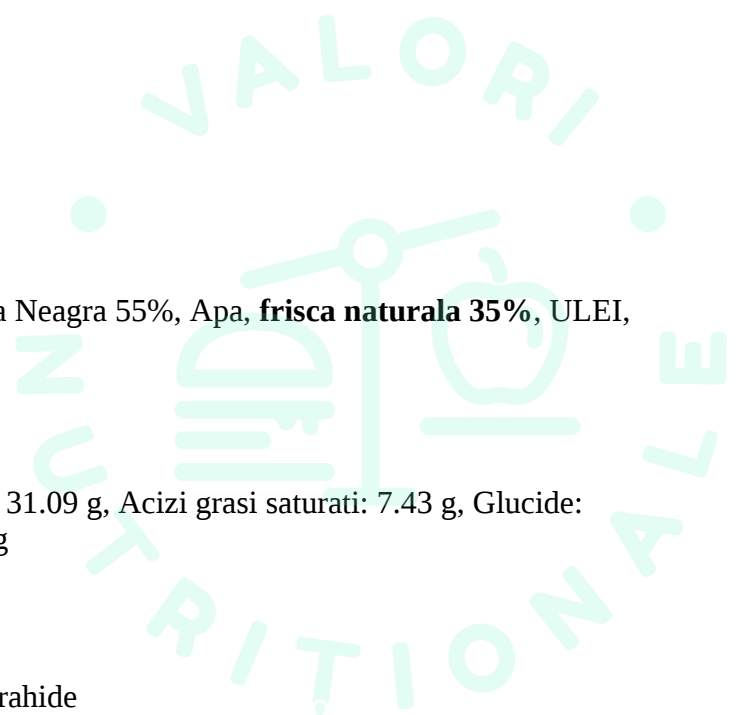 VALORI
a Neagra 55%, Apa, frisca naturala 35%, ULEI,
NUTRITIONALE
31.09 g, Acizi grasi saturati: 7.43 g, Glucide:
g
rahide